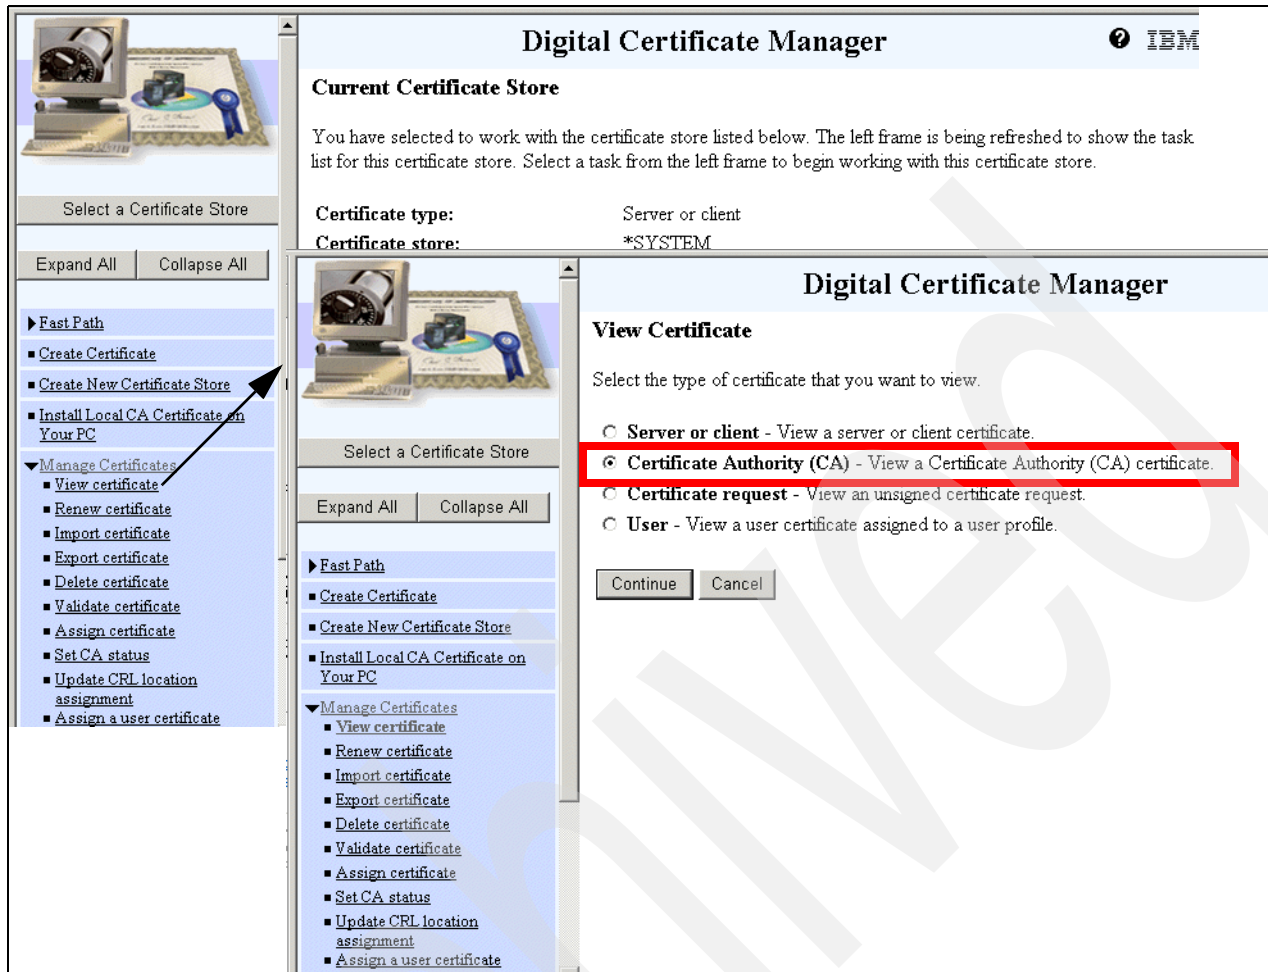 Digital Certificate Manager
IBM
Current Certificate Store
You have selected to work with the certificate store listed below. The left frame is being refreshed to show the task
list for this certificate store. Select a task from the left frame to begin working with this certificate store.
Certificate type: Server or client
Certificate store: *SYSTEM
Select a Certificate Store
Expand All Collapse All
Fast Path
Create Certificate
Create New Certificate Store
Install Local CA Certificate on
Your PC
Manage Certificates
View certificate
Renew certificate
Import certificate
Export certificate
Delete certificate
Validate certificate
Assign certificate
Set CA status
Update CRL location
assignment
Assign a user certificate
Digital Certificate Manager
View Certificate
Select the type of certificate that you want to view.
Server or client - View a server or client certificate.
Certificate Authority (CA) - View a Certificate Authority (CA) certificate.
Certificate request - View an unsigned certificate request.
User - View a user certificate assigned to a user profile.
Continue Cancel
Select a Certificate Store
Expand All Collapse All
Fast Path
Create Certificate
Create New Certificate Store
Install Local CA Certificate on
Your PC
Manage Certificates
View certificate
Renew certificate
Import certificate
Export certificate
Delete certificate
Validate certificate
Assign certificate
Set CA status
Update CRL location
assignment
Assign a user certificate